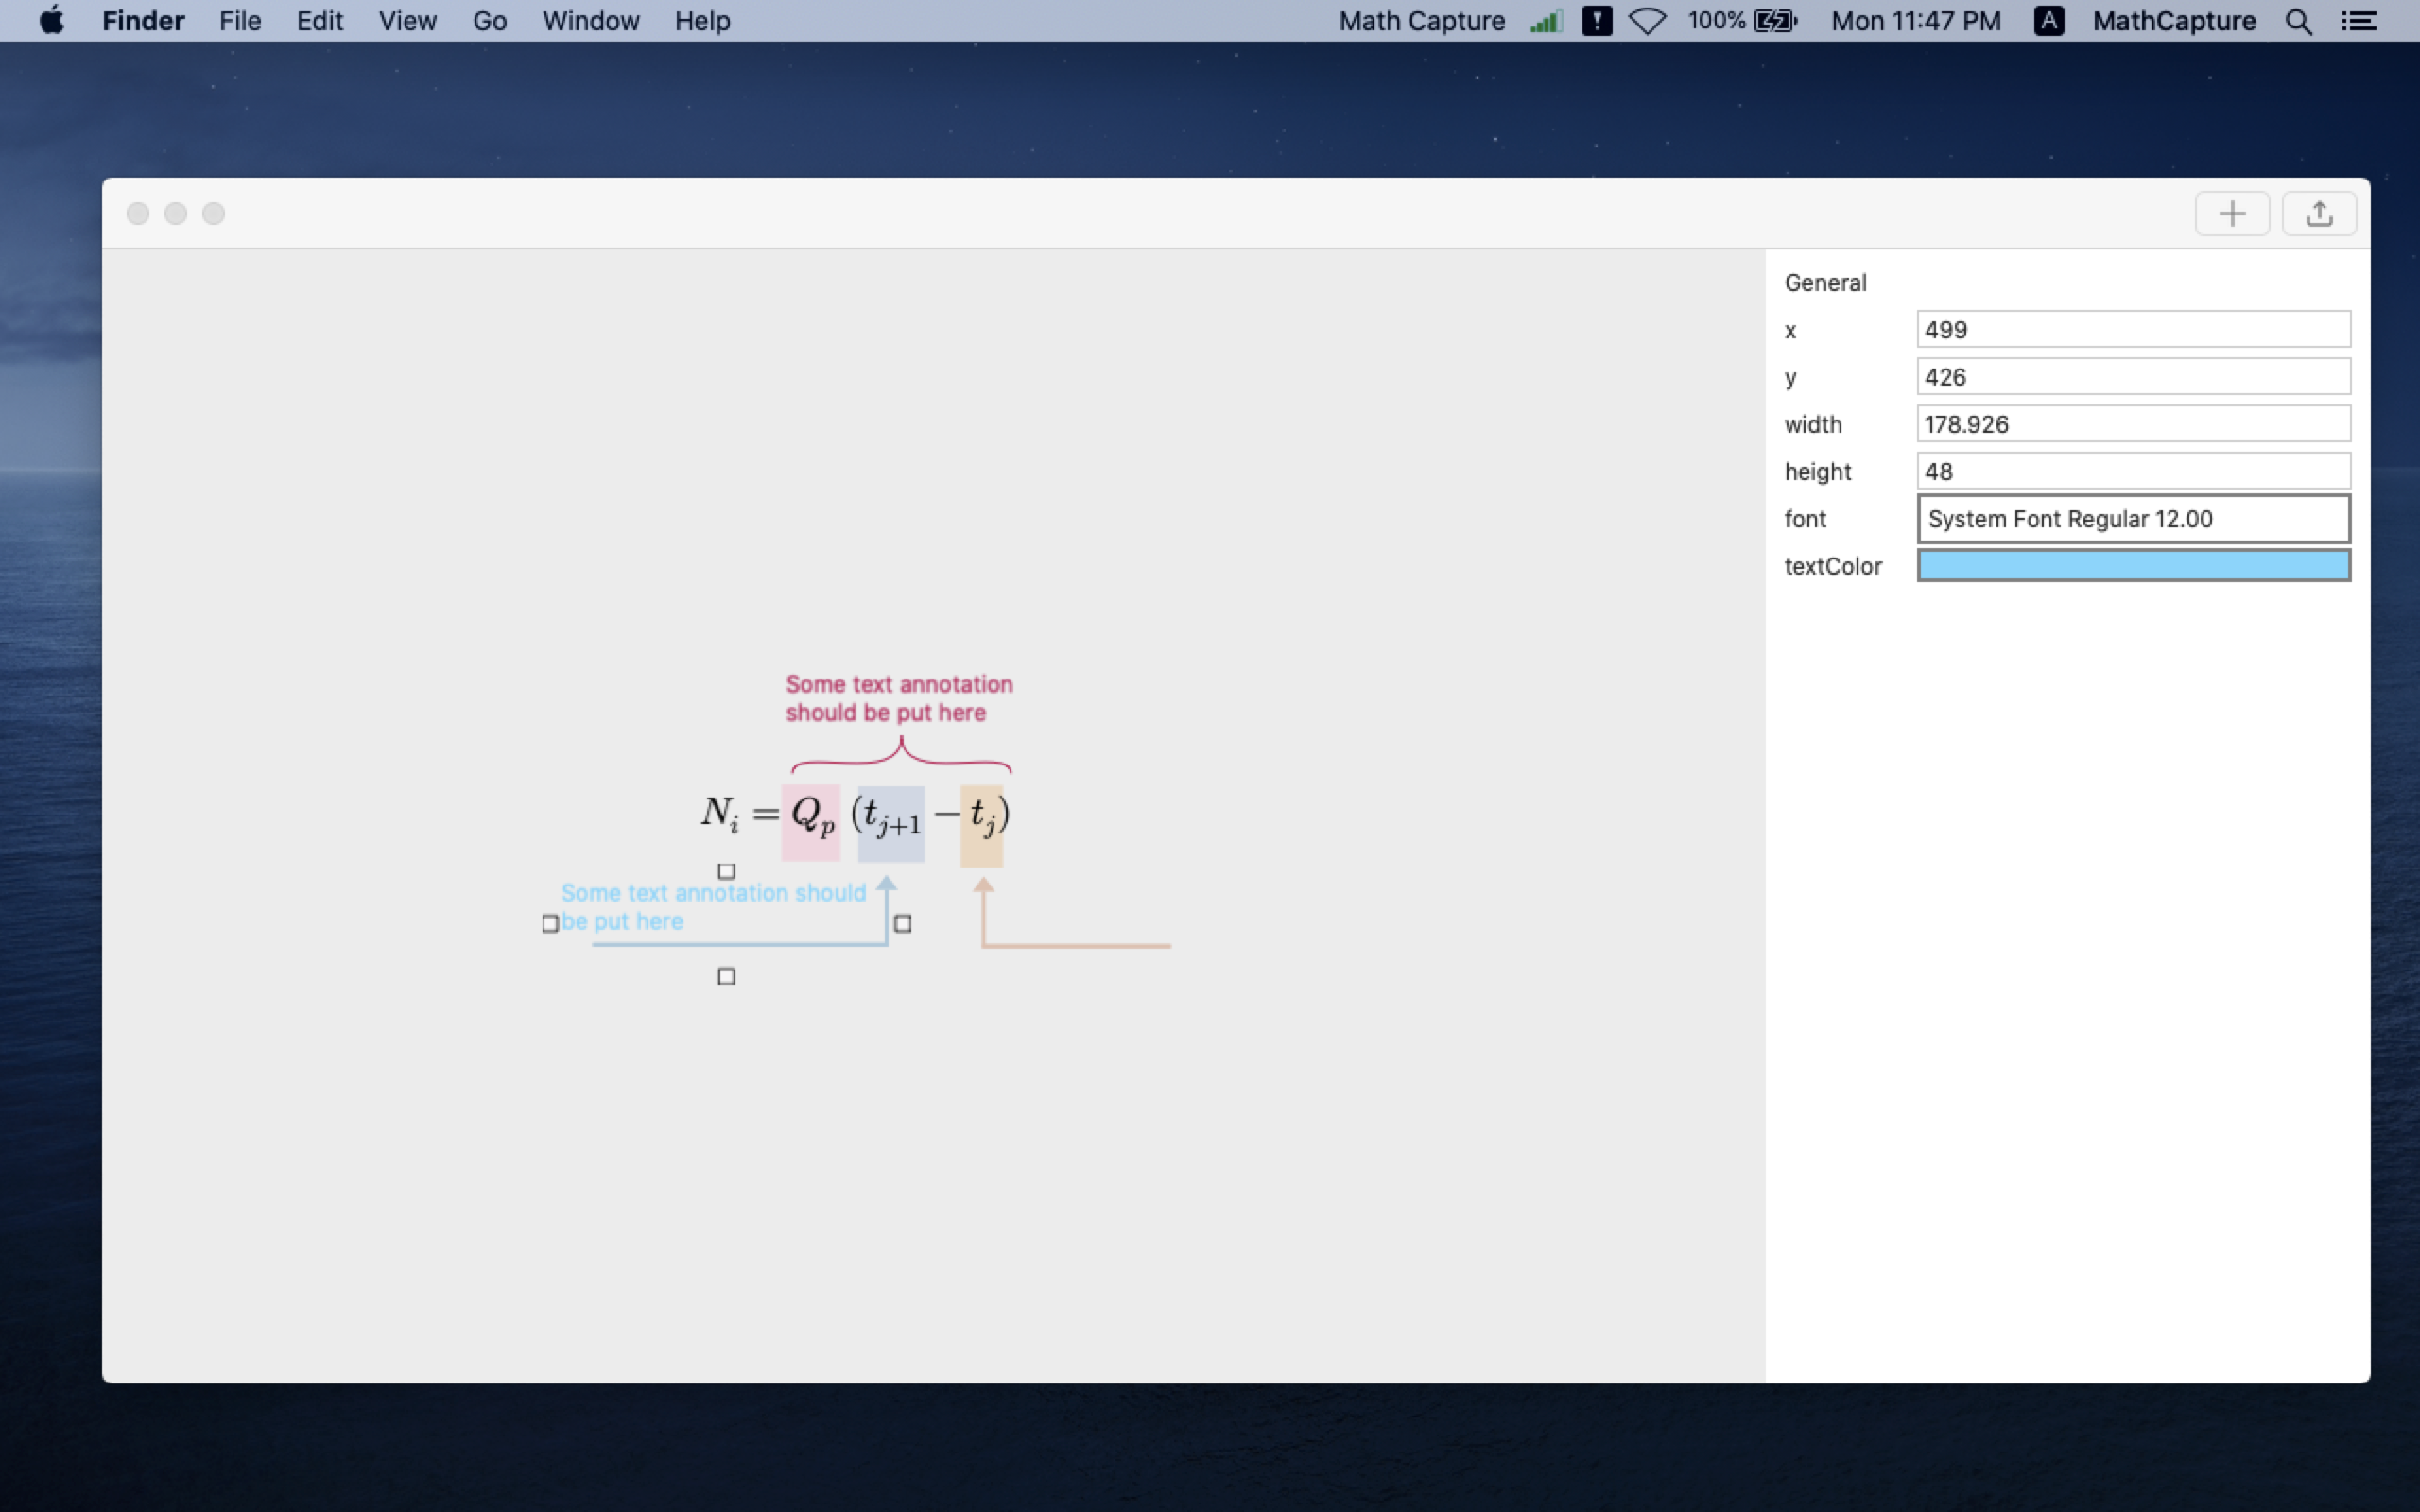 Finder File Edit View Go Window Help Math Capture 100% Mon 11:47 PM A MathCapture
General
x 499
y 426
width 178.926
height 48
font System Font Regular 12.00
textColor
Some text annotation
should be put here
N_i = Q_p (t_{j+1} − t_j)
Some text annotation should
be put here